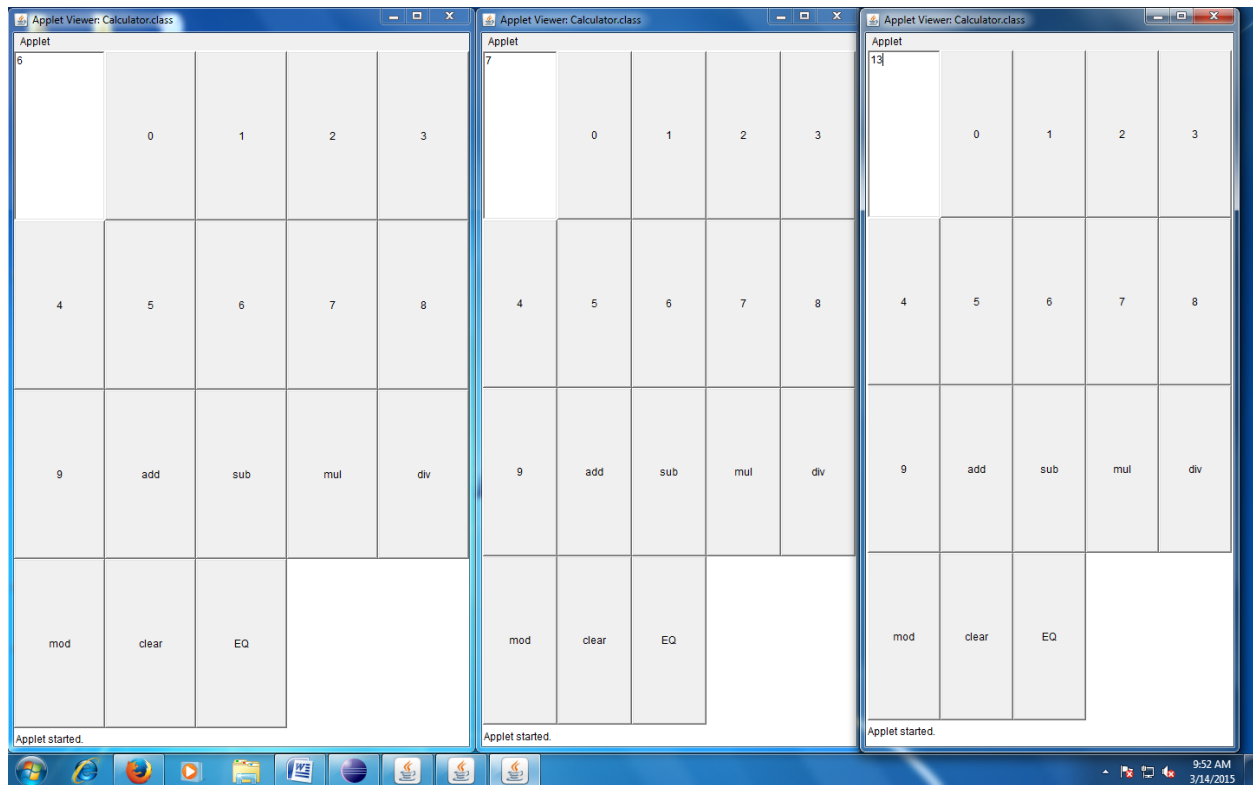 Applet Viewer: Calculator.class
Applet
6
0 1 2 3
4 5 6 7 8
9 add sub mul div
mod clear EQ
Applet started.
Applet Viewer: Calculator.class
Applet
7
0 1 2 3
4 5 6 7 8
9 add sub mul div
mod clear EQ
Applet started.
Applet Viewer: Calculator.class
Applet
13
0 1 2 3
4 5 6 7 8
9 add sub mul div
mod clear EQ
Applet started.
9:52 AM
3/14/2015